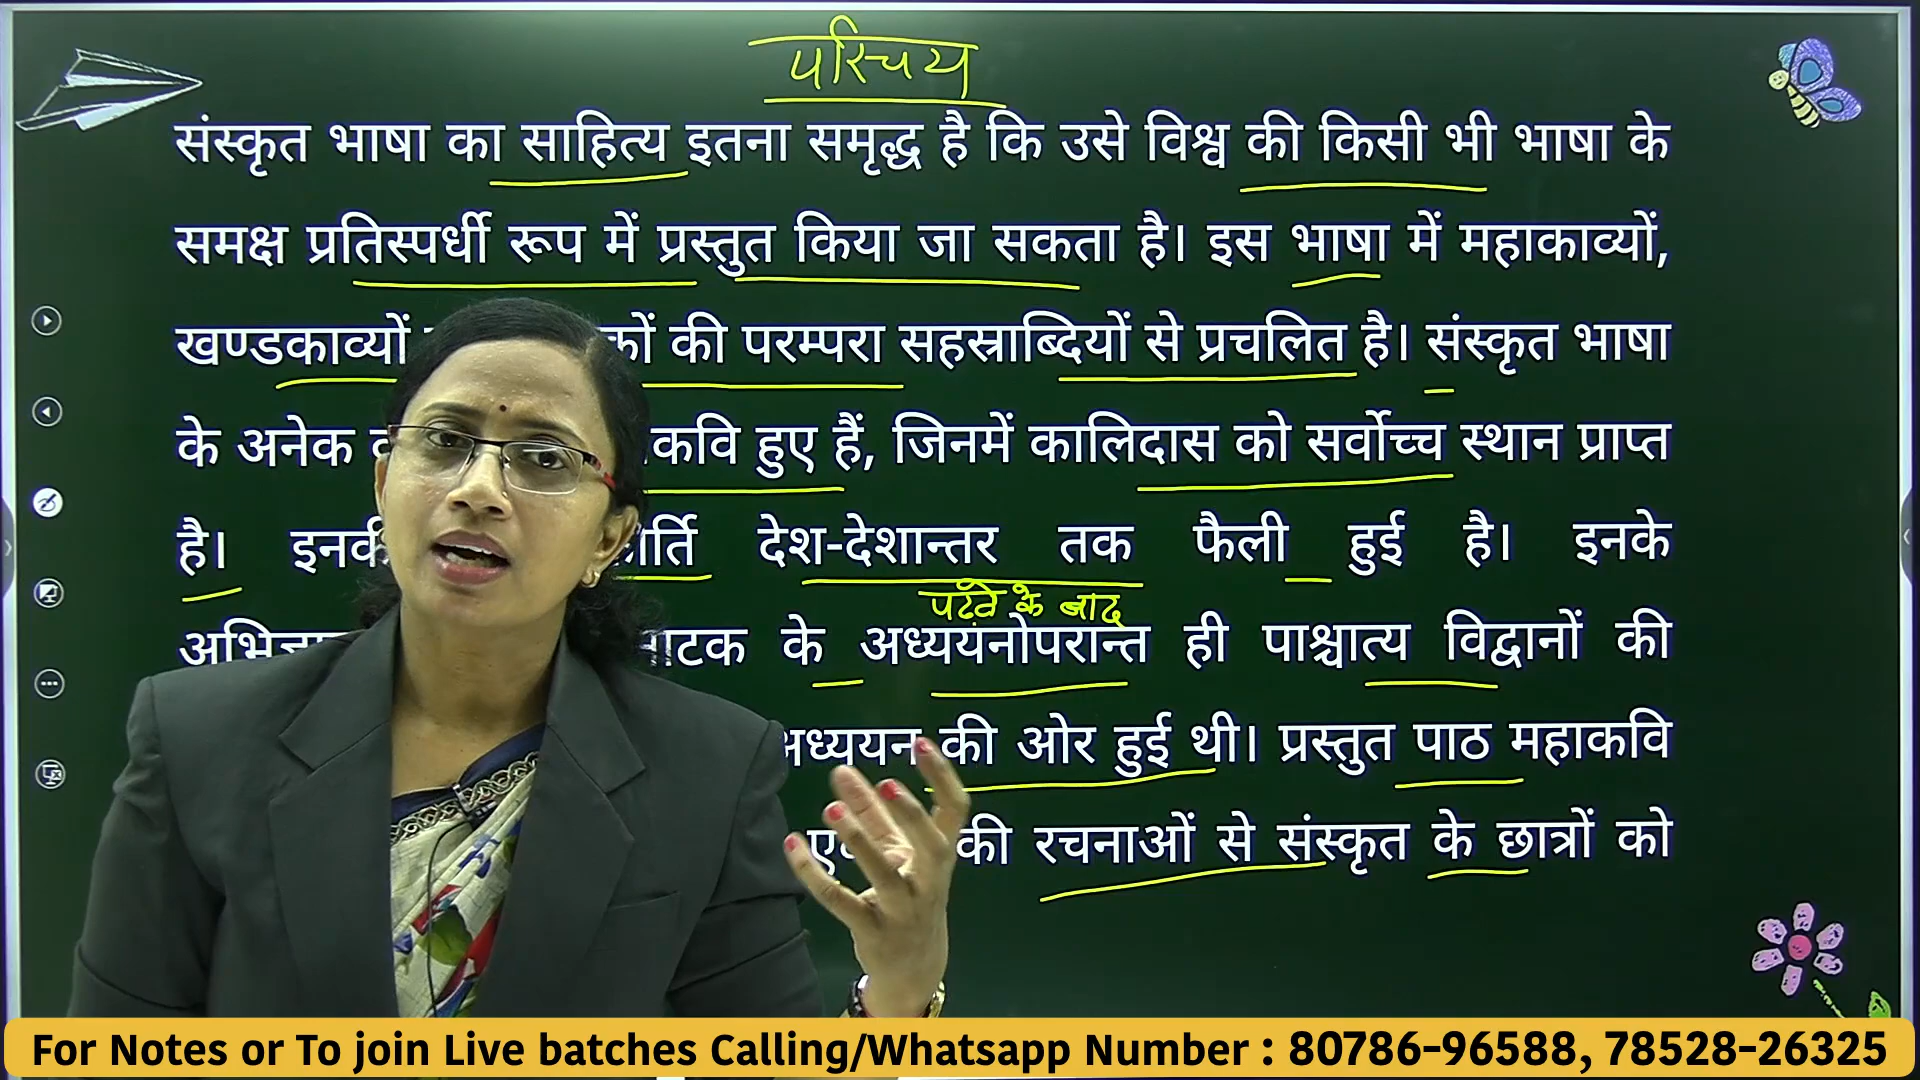 परिचय
संस्कृत भाषा का साहित्य इतना समृद्ध है कि उसे विश्व की किसी भी भाषा के
समक्ष प्रतिस्पर्धी रूप में प्रस्तुत किया जा सकता है। इस भाषा में महाकाव्यों,
खण्डकाव्यों की परम्परा सहस्राब्दियों से प्रचलित है। संस्कृत भाषा
के अनेक हुए हैं, जिनमें कालिदास को सर्वोच्च स्थान प्राप्त
है। देश-देशान्तर तक फैली हुई है। इनके
पढ़ने के बाद
के अध्ययनोपरान्त ही पाश्चात्य विद्वानों की
की ओर हुई थी। प्रस्तुत पाठ महाकवि
की रचनाओं से संस्कृत के छात्रों को
For Notes or To join Live batches Calling/Whatsapp Number : 80786-96588, 78528-26325